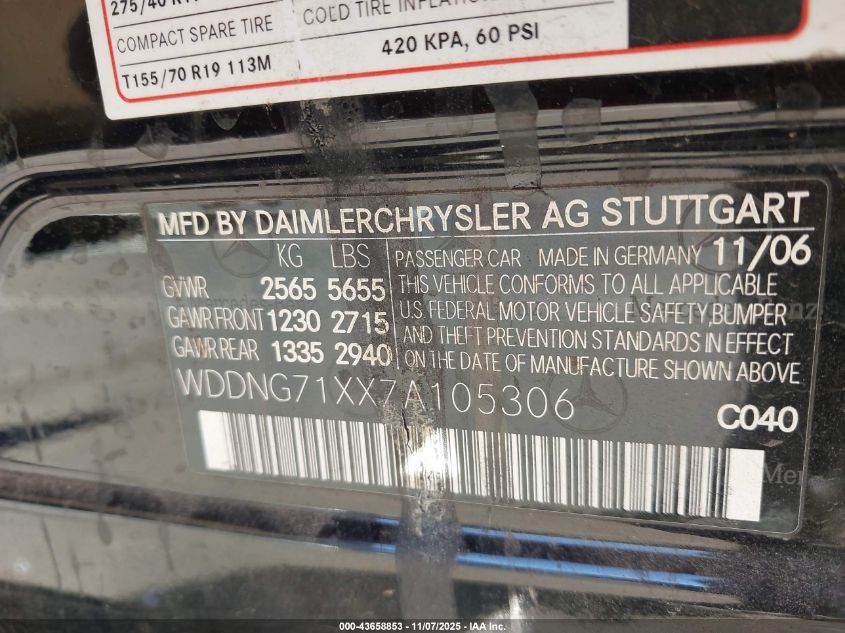 275/40 R19
COLD TIRE INFLATION
COMPACT SPARE TIRE
T155/70 R19 113M
420 KPA, 60 PSI
MFD BY DAIMLERCHRYSLER AG STUTTGART
KG LBS PASSENGER CAR MADE IN GERMANY 11/06
GVWR 2565 5655 THIS VEHICLE CONFORMS TO ALL APPLICABLE
GAWR FRONT 1230 2715 U.S. FEDERAL MOTOR VEHICLE SAFETY, BUMPER
GAWR REAR 1335 2940 AND THEFT PREVENTION STANDARDS IN EFFECT
ON THE DATE OF MANUFACTURE SHOWN ABOVE
WDDNG71XX7A105306
C040
000-43658853 - 11/07/2025 - IAA Inc.